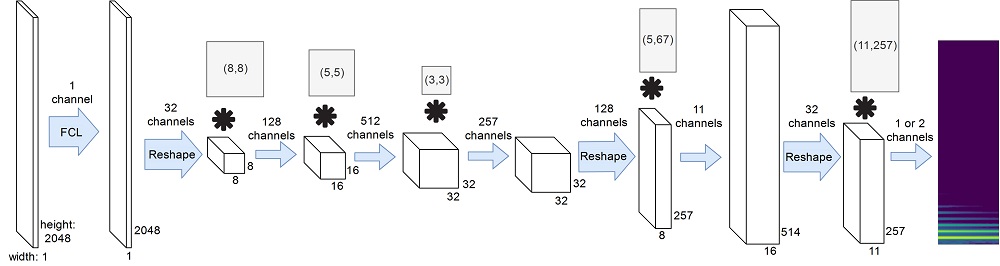 1
channel
FCL
height:
2048
width: 1
2048
1
32
channels
Reshape
(8,8)
8
8
128
channels
(5,5)
16
16
512
channels
(3,3)
32
32
257
channels
32
32
128
channels
Reshape
(5,67)
257
8
11
channels
514
16
32
channels
Reshape
(11,257)
257
11
1 or 2
channels